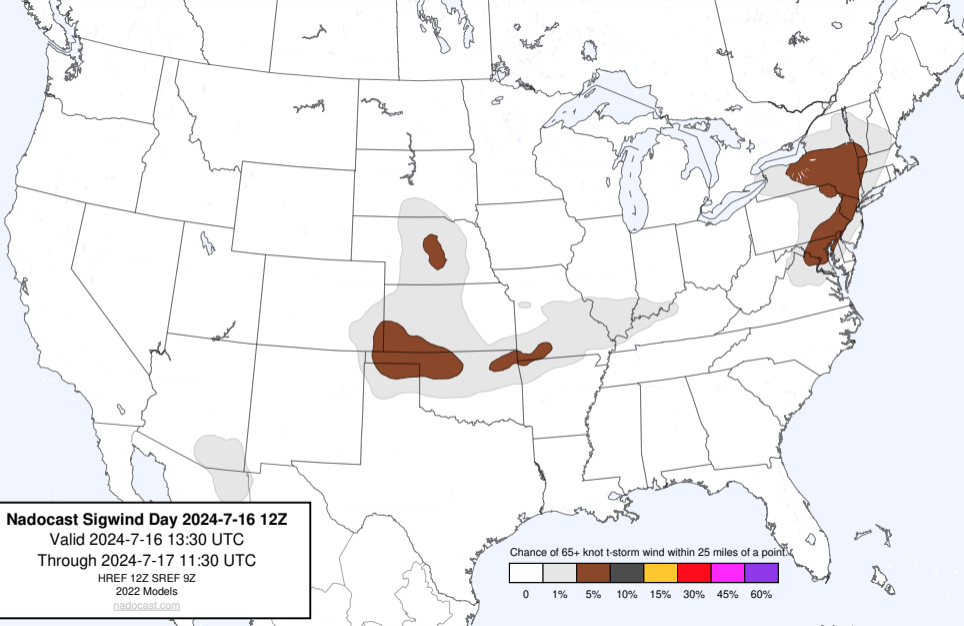 Nadocast Sigwind Day 2024-7-16 12Z
Valid 2024-7-16 13:30 UTC
Through 2024-7-17 11:30 UTC
HREF 12Z SREF 9Z
2022 Models
nadocast.com
Chance of 65+ knot t-storm wind within 25 miles of a point.
0 1% 5% 10% 15% 30% 45% 60%